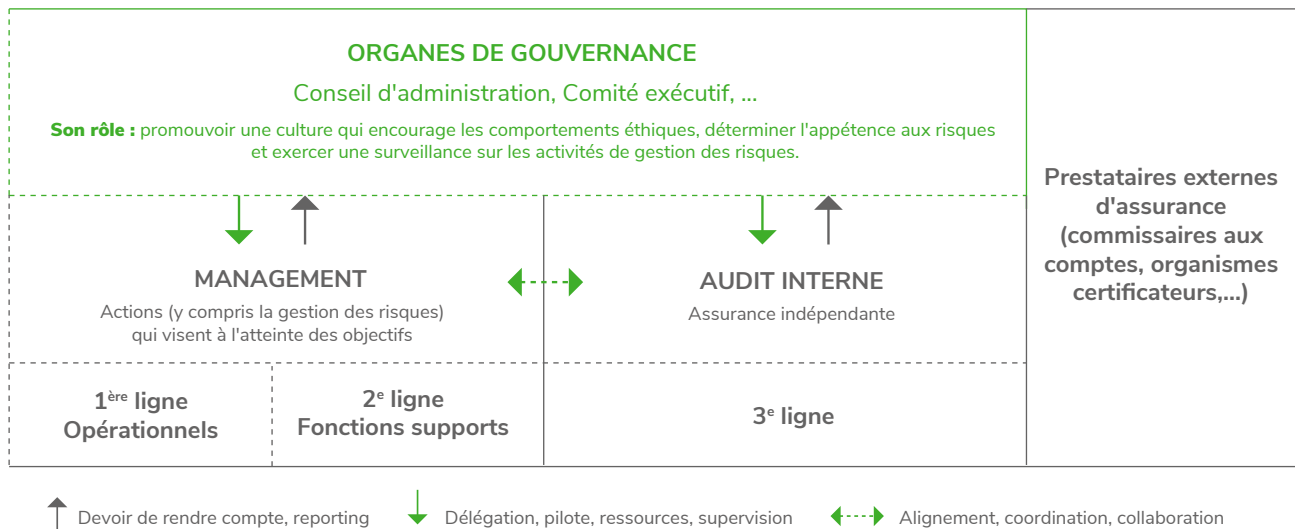 ORGANES DE GOUVERNANCE
Conseil d'administration, Comité exécutif, ...
Son rôle : promouvoir une culture qui encourage les comportements éthiques, déterminer l'appétence aux risques
et exercer une surveillance sur les activités de gestion des risques.
MANAGEMENT
Actions (y compris la gestion des risques)
qui visent à l'atteinte des objectifs
AUDIT INTERNE
Assurance indépendante
Prestataires externes
d'assurance
(commissaires aux
comptes, organismes
certificateurs,...)
1ère ligne
Opérationnels
2e ligne
Fonctions supports
3e ligne
Devoir de rendre compte, reporting
Délégation, pilote, ressources, supervision
Alignement, coordination, collaboration